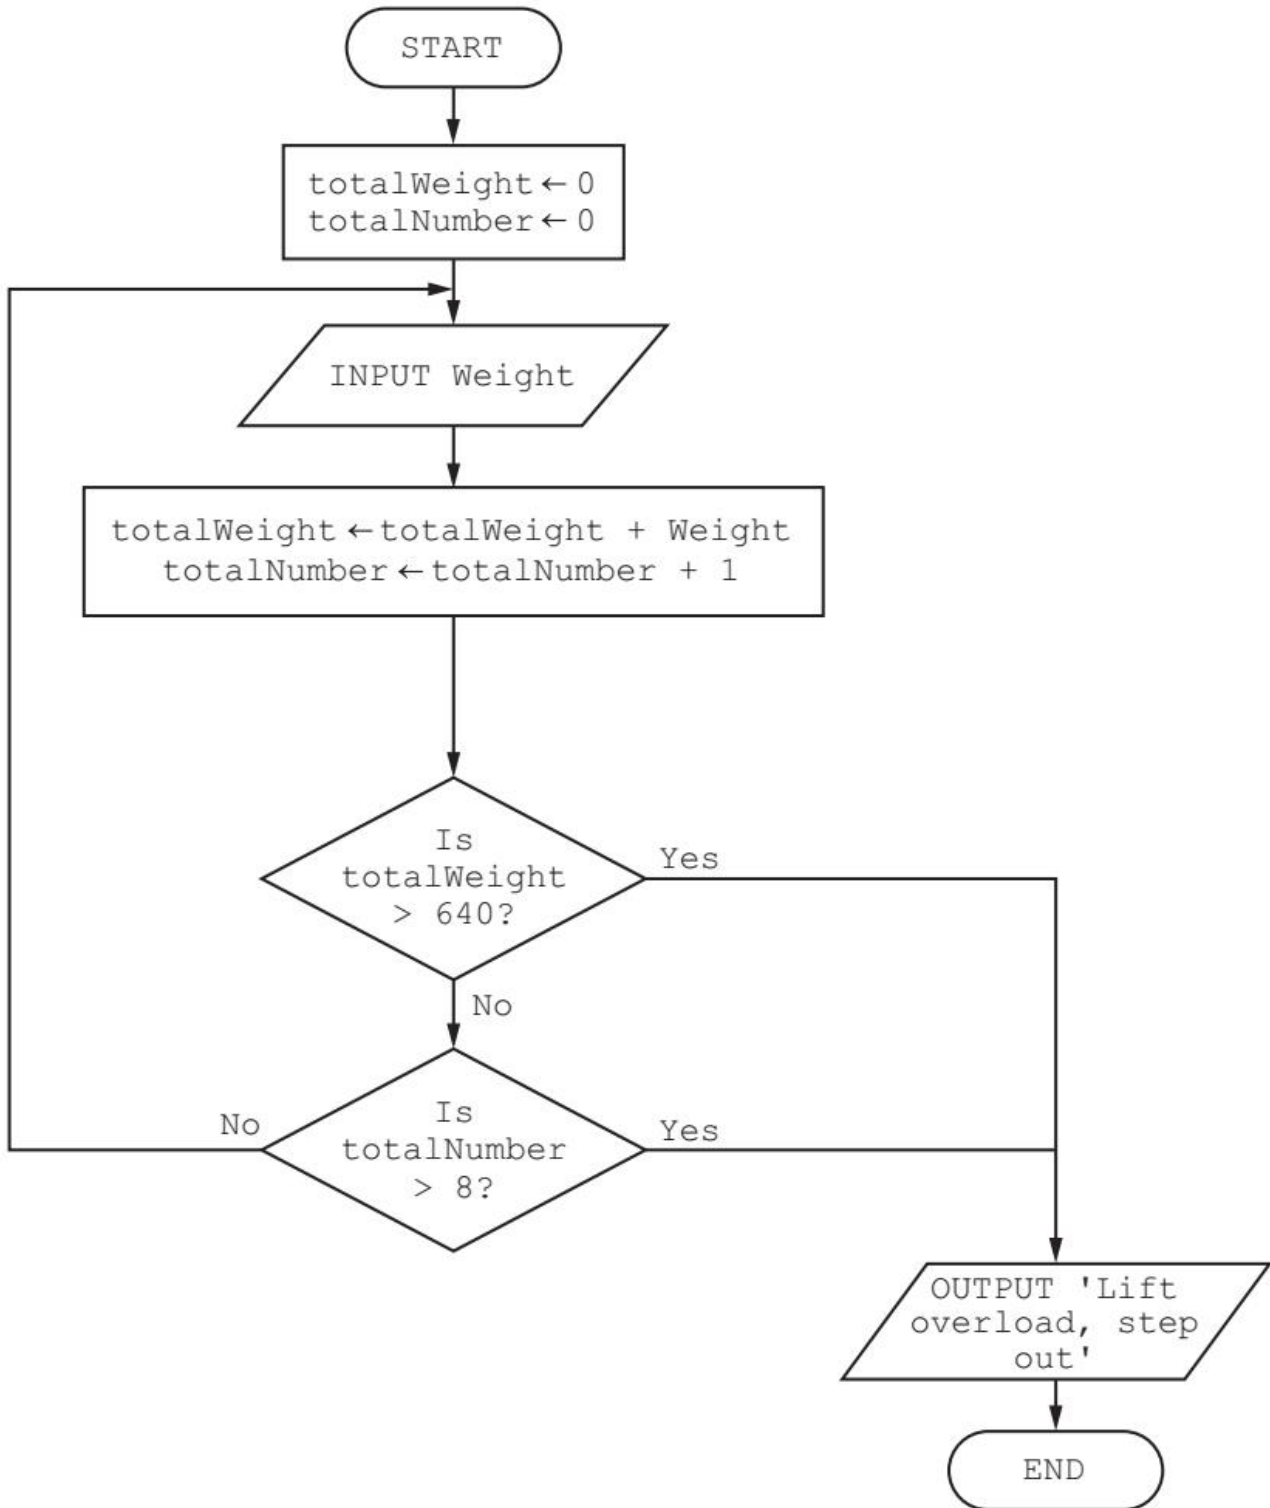 START
totalWeight ← 0
totalNumber ← 0
INPUT Weight
totalWeight ← totalWeight + Weight
totalNumber ← totalNumber + 1
Is
totalWeight
> 640?
Yes
No
Is
totalNumber
> 8?
No
Yes
OUTPUT 'Lift
overload, step
out'
END